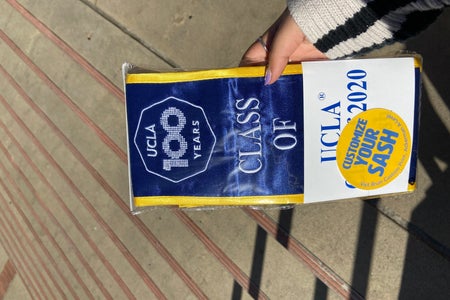 UCLA
100
YEARS
CLASS
OF
UCLA®
2020
CUSTOMIZE
YOUR
SASH